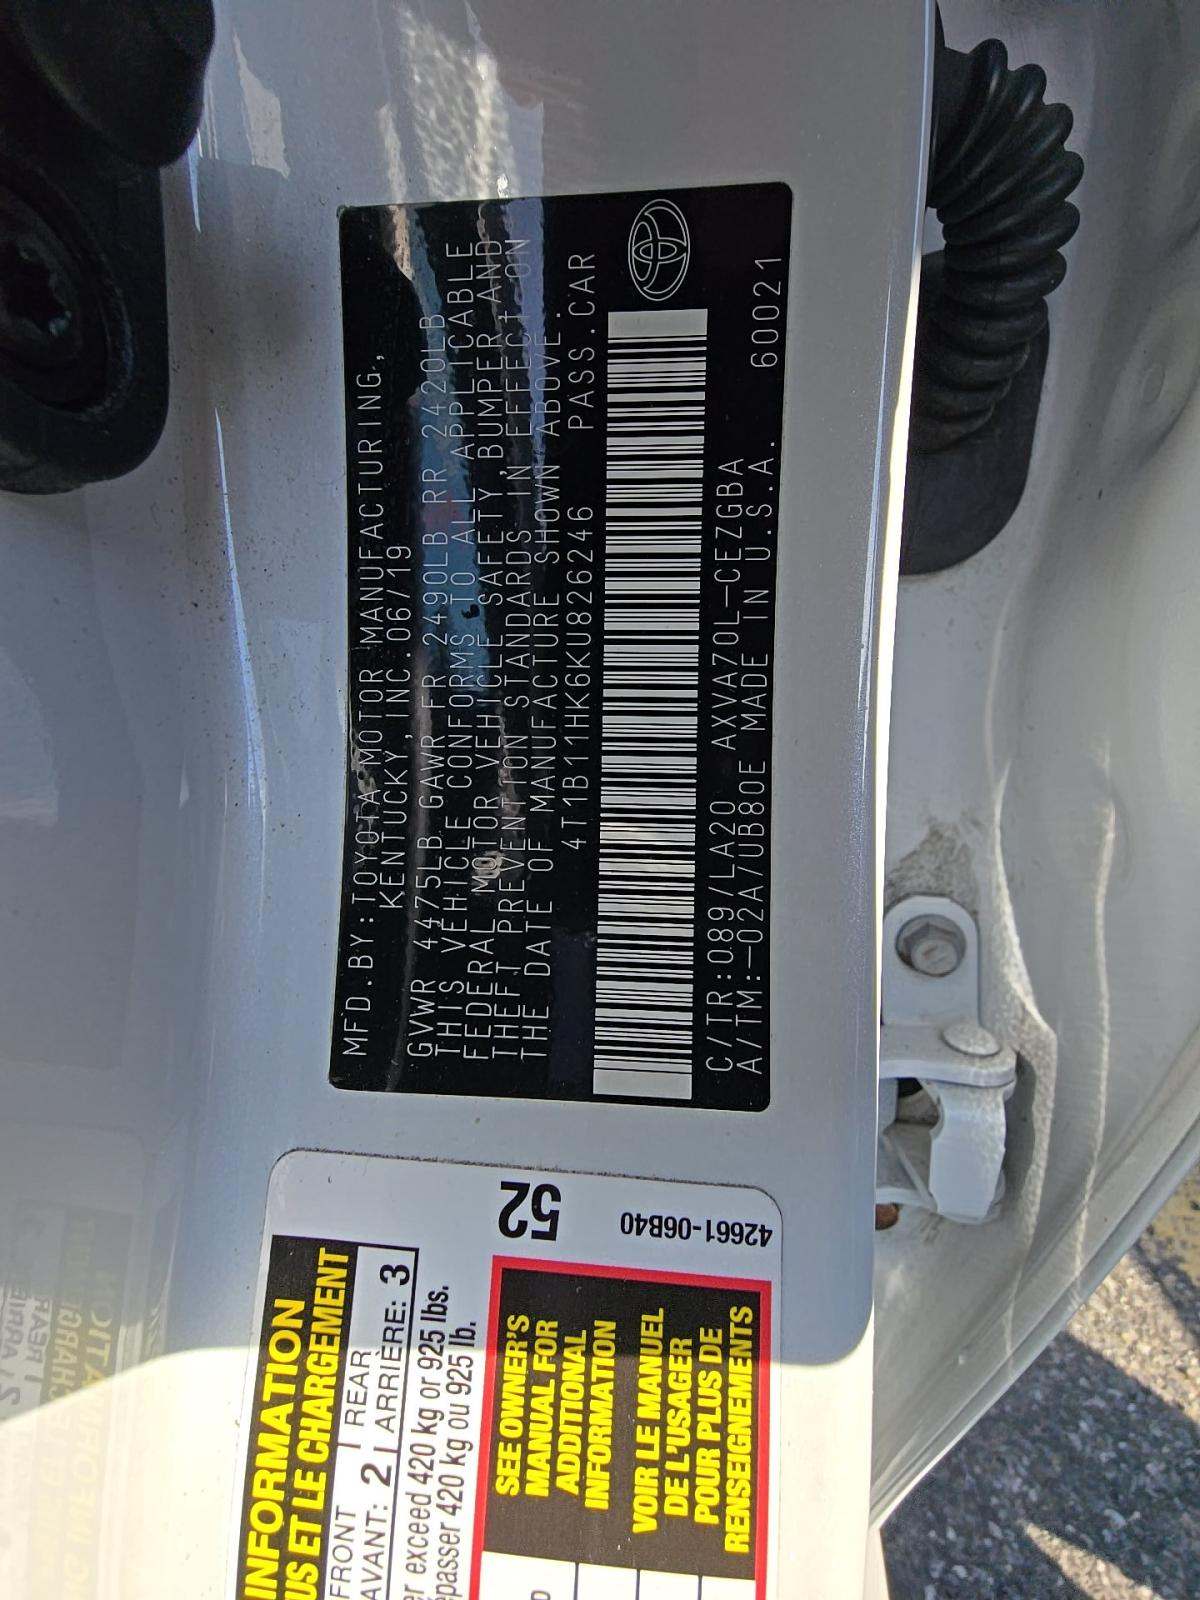 MFD.BY:TOYOTA MOTOR MANUFACTURING,
KENTUCKY,INC.06/19
GVWR 4475LB GAWR FR 2490LB RR 2420LB
THIS VEHICLE CONFORMS TO ALL APPLICABLE
FEDERAL MOTOR VEHICLE SAFETY,BUMPER AND
THEFT PREVENTION STANDARDS IN EFFECT ON
THE DATE OF MANUFACTURE SHOWN ABOVE.
4T1B11HK6KU826246 PASS.CAR
C/TR:089/LA20 AXVA70L-CEZGBA
A/TM:-02A/UB80E MADE IN U.S.A. 60021
52
42661-06B40
INFORMATION
US ET LE CHARGEMENT
FRONT REAR
AVANT: 2 ARRIÈRE: 3
er exceed 420 kg or 925 lbs.
épasser 420 kg ou 925 lb.
SEE OWNER'S
MANUAL FOR
ADDITIONAL
INFORMATION
VOIR LE MANUEL
DE L'USAGER
POUR PLUS DE
RENSEIGNEMENTS